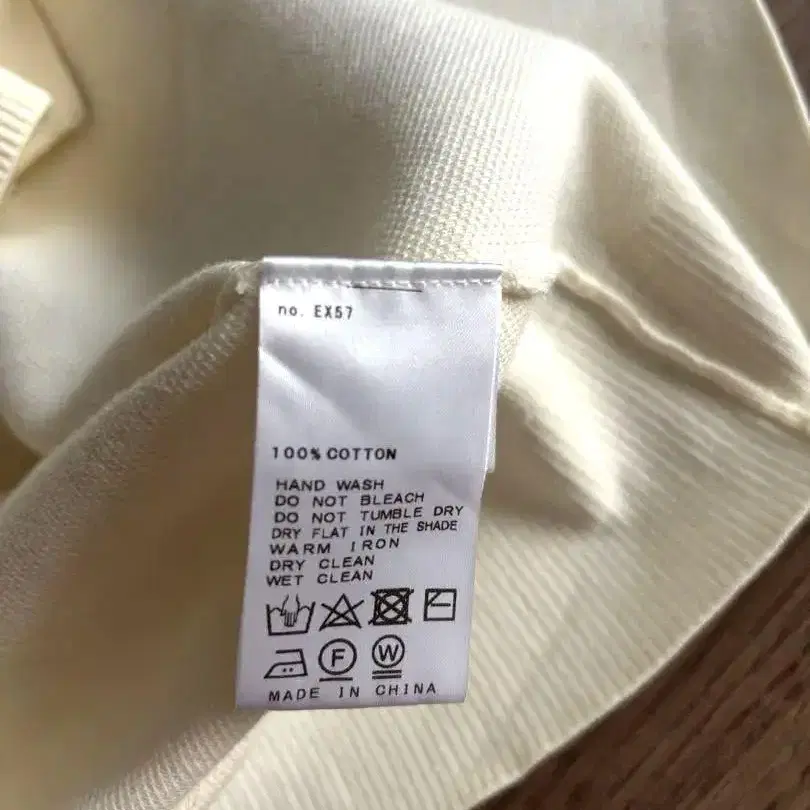 no. EX57
100% COTTON
HAND WASH
DO NOT BLEACH
DO NOT TUMBLE DRY
DRY FLAT IN THE SHADE
WARM IRON
DRY CLEAN
WET CLEAN
F W
MADE IN CHINA